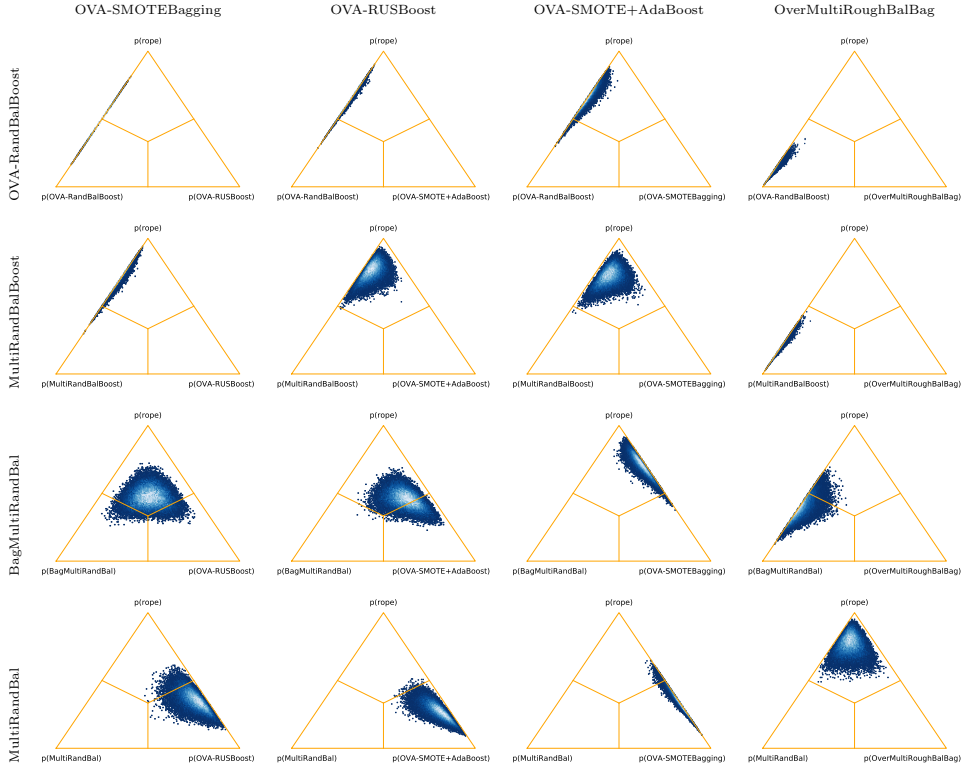 OVA-SMOTEBagging OVA-RUSBoost OVA-SMOTE+AdaBoost OverMultiRoughBalBag
OVA-RandBalBoost
p(rope) p(rope) p(rope) p(rope)
p(OVA-RandBalBoost) p(OVA-RUSBoost) p(OVA-RandBalBoost) p(OVA-SMOTE+AdaBoost) p(OVA-RandBalBoost) p(OVA-SMOTEBagging) p(OVA-RandBalBoost) p(OverMultiRoughBalBag)
MultiRandBalBoost
p(rope) p(rope) p(rope) p(rope)
p(MultiRandBalBoost) p(OVA-RUSBoost) p(MultiRandBalBoost) p(OVA-SMOTE+AdaBoost) p(MultiRandBalBoost) p(OVA-SMOTEBagging) p(MultiRandBalBoost) p(OverMultiRoughBalBag)
BagMultiRandBal
p(rope) p(rope) p(rope) p(rope)
p(BagMultiRandBal) p(OVA-RUSBoost) p(BagMultiRandBal) p(OVA-SMOTE+AdaBoost) p(BagMultiRandBal) p(OVA-SMOTEBagging) p(BagMultiRandBal) p(OverMultiRoughBalBag)
MultiRandBal
p(rope) p(rope) p(rope) p(rope)
p(MultiRandBal) p(OVA-RUSBoost) p(MultiRandBal) p(OVA-SMOTE+AdaBoost) p(MultiRandBal) p(OVA-SMOTEBagging) p(MultiRandBal) p(OverMultiRoughBalBag)